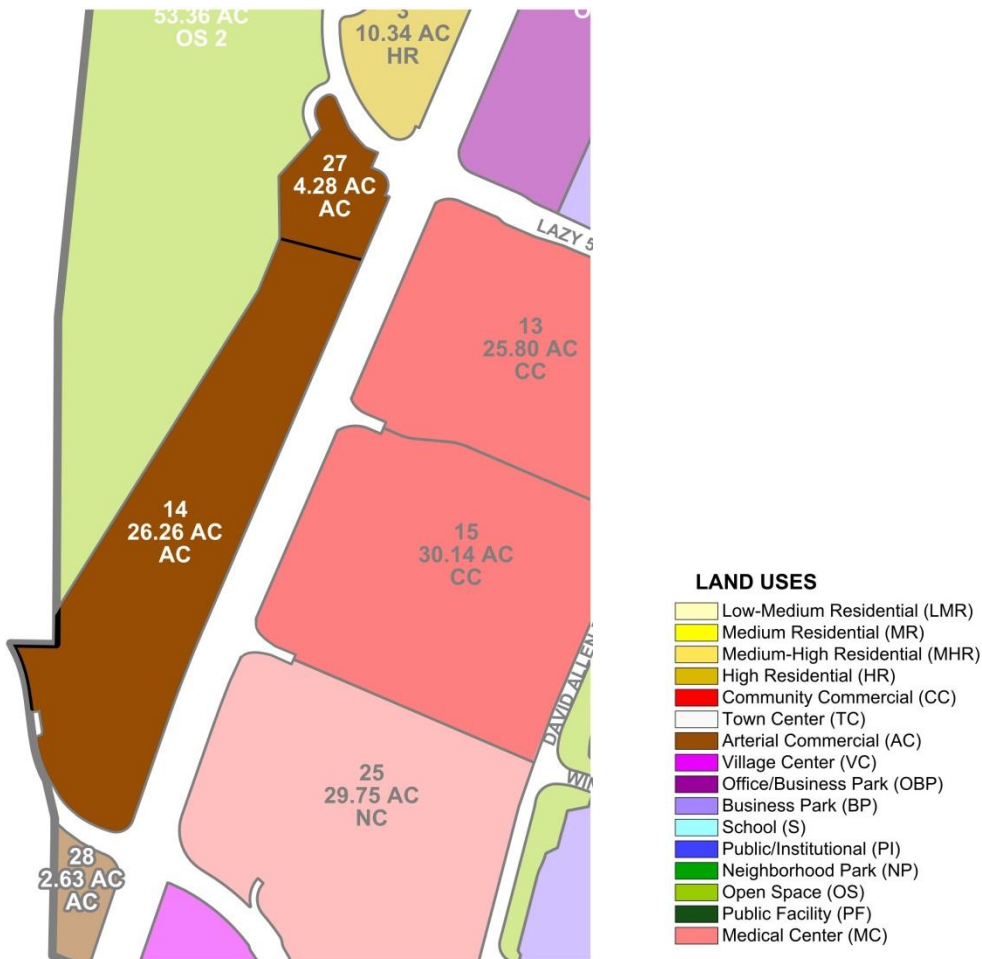 53.36 AC
OS 2
3
10.34 AC
HR
27
4.28 AC
AC
LAZY 5
13
25.80 AC
CC
14
26.26 AC
AC
15
30.14 AC
CC
DAVID ALLEN
WIN
25
29.75 AC
NC
28
2.63 AC
AC
LAND USES
Low-Medium Residential (LMR)
Medium Residential (MR)
Medium-High Residential (MHR)
High Residential (HR)
Community Commercial (CC)
Town Center (TC)
Arterial Commercial (AC)
Village Center (VC)
Office/Business Park (OBP)
Business Park (BP)
School (S)
Public/Institutional (PI)
Neighborhood Park (NP)
Open Space (OS)
Public Facility (PF)
Medical Center (MC)